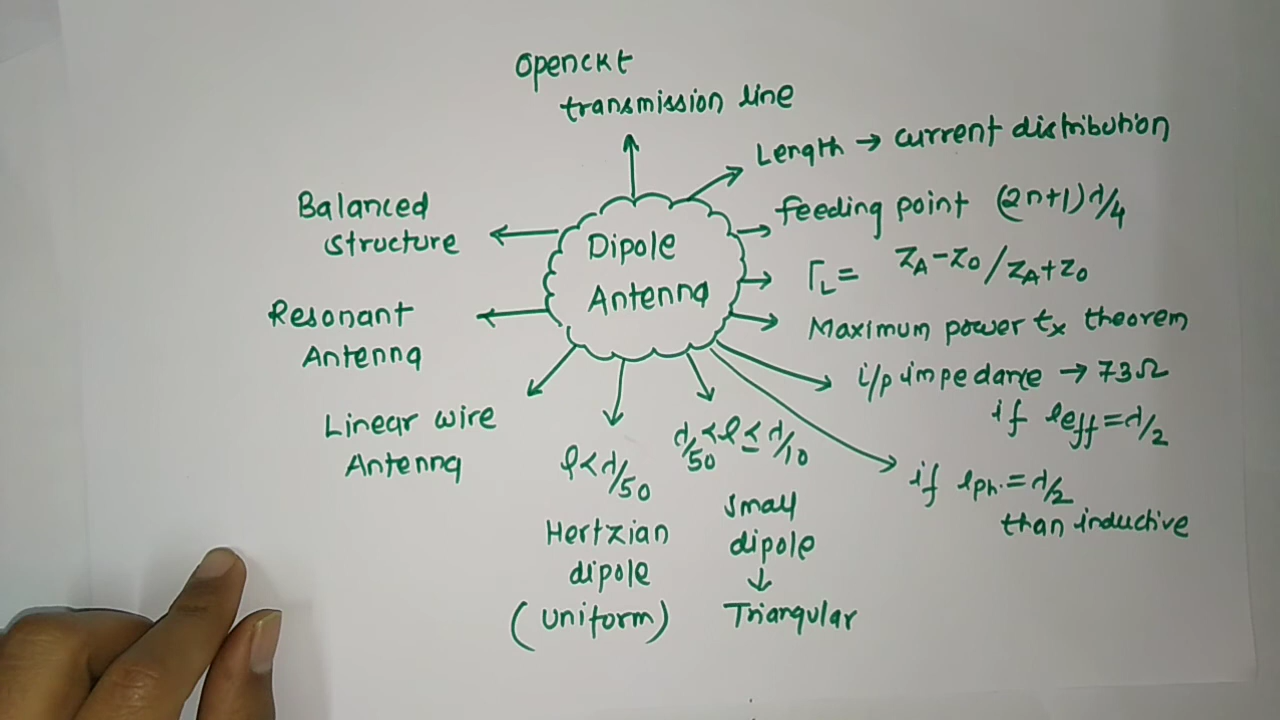 Openckt
transmission line
Length → current distribution
Balanced
structure
feeding point (2n+1)λ/4
Dipole
Antenna
ΓL = ZA-ZO/ZA+ZO
Resonant
Antenna
Maximum power tx theorem
i/p impedance → 73Ω
if leff = λ/2
Linear wire
Antenna
l<λ/50
λ/50<l≤λ/10
if lph. = λ/2
than inductive
Hertzian
dipole
(uniform)
small
dipole
↓
Triangular